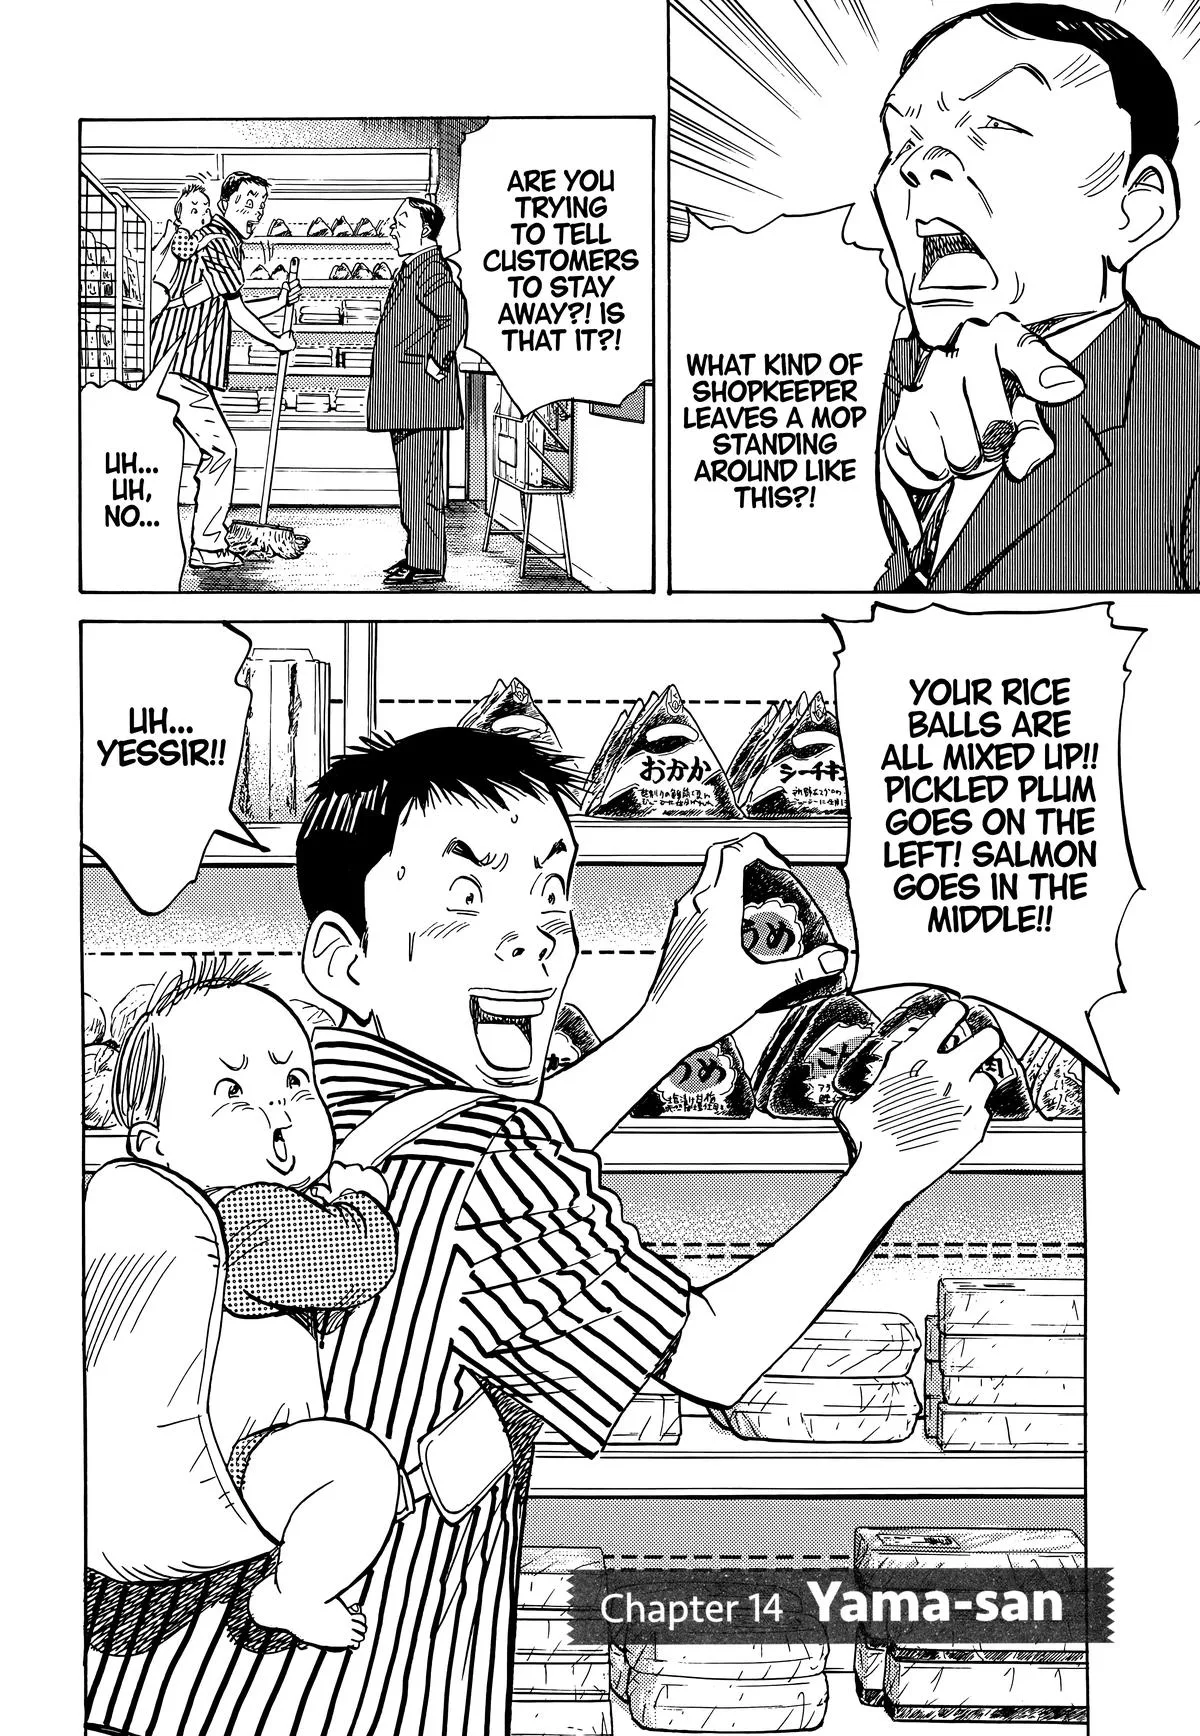 WHAT KIND OF
SHOPKEEPER
LEAVES A MOP
STANDING
AROUND LIKE
THIS?!
ARE YOU
TRYING
TO TELL
CUSTOMERS
TO STAY
AWAY?! IS
THAT IT?!
UH...
UH,
NO...
YOUR RICE
BALLS ARE
ALL MIXED UP!!
PICKLED PLUM
GOES ON THE
LEFT! SALMON
GOES IN THE
MIDDLE!!
UH...
YESSIR!!
おかか
シーチキン
うめ
うめ
Chapter 14 Yama-san